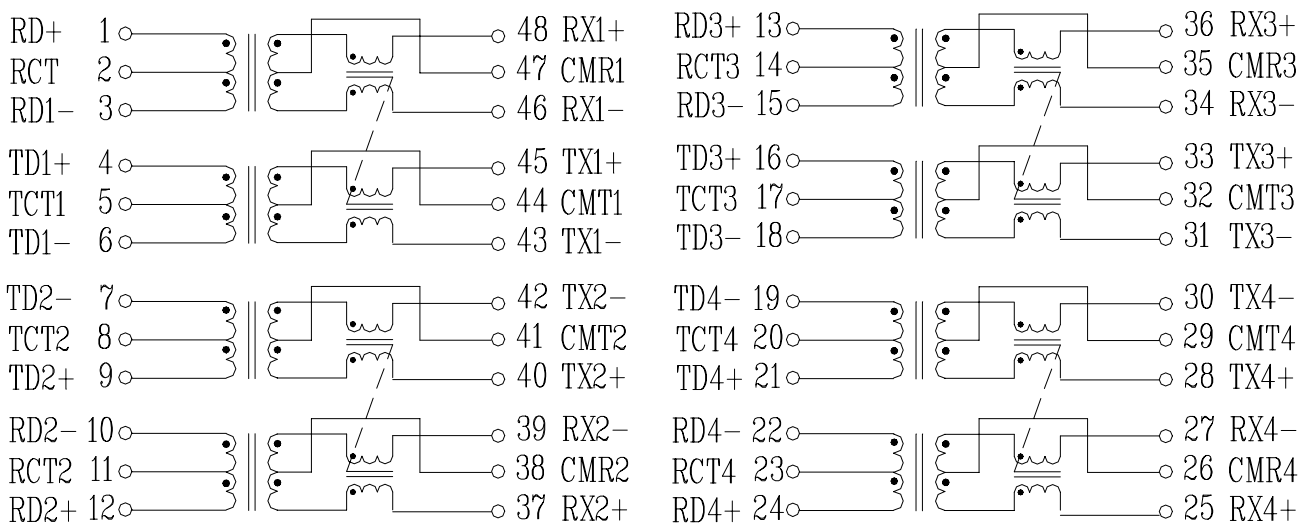 RD+ 1 48 RX1+
RCT 2 47 CMR1
RD1- 3 46 RX1-
TD1+ 4 45 TX1+
TCT1 5 44 CMT1
TD1- 6 43 TX1-
TD2- 7 42 TX2-
TCT2 8 41 CMT2
TD2+ 9 40 TX2+
RD2- 10 39 RX2-
RCT2 11 38 CMR2
RD2+ 12 37 RX2+
RD3+ 13 36 RX3+
RCT3 14 35 CMR3
RD3- 15 34 RX3-
TD3+ 16 33 TX3+
TCT3 17 32 CMT3
TD3- 18 31 TX3-
TD4- 19 30 TX4-
TCT4 20 29 CMT4
TD4+ 21 28 TX4+
RD4- 22 27 RX4-
RCT4 23 26 CMR4
RD4+ 24 25 RX4+